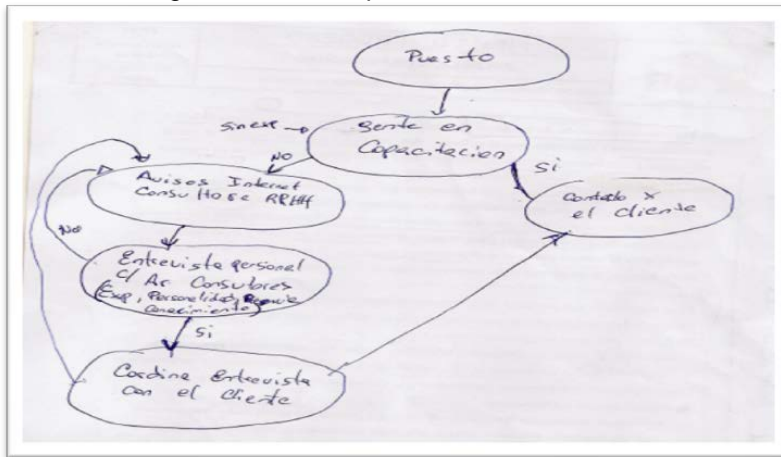 Puesto
sin exp
Gente en
Capacitacion
NO
Si
Avisos Internet
Consultora RRHH
Contacto x
el cliente
No
Entrevista personal
c/ Ar Consultores
(Exp, Personalidad,
conocimiento)
Si
Cordina Entrevista
con el cliente